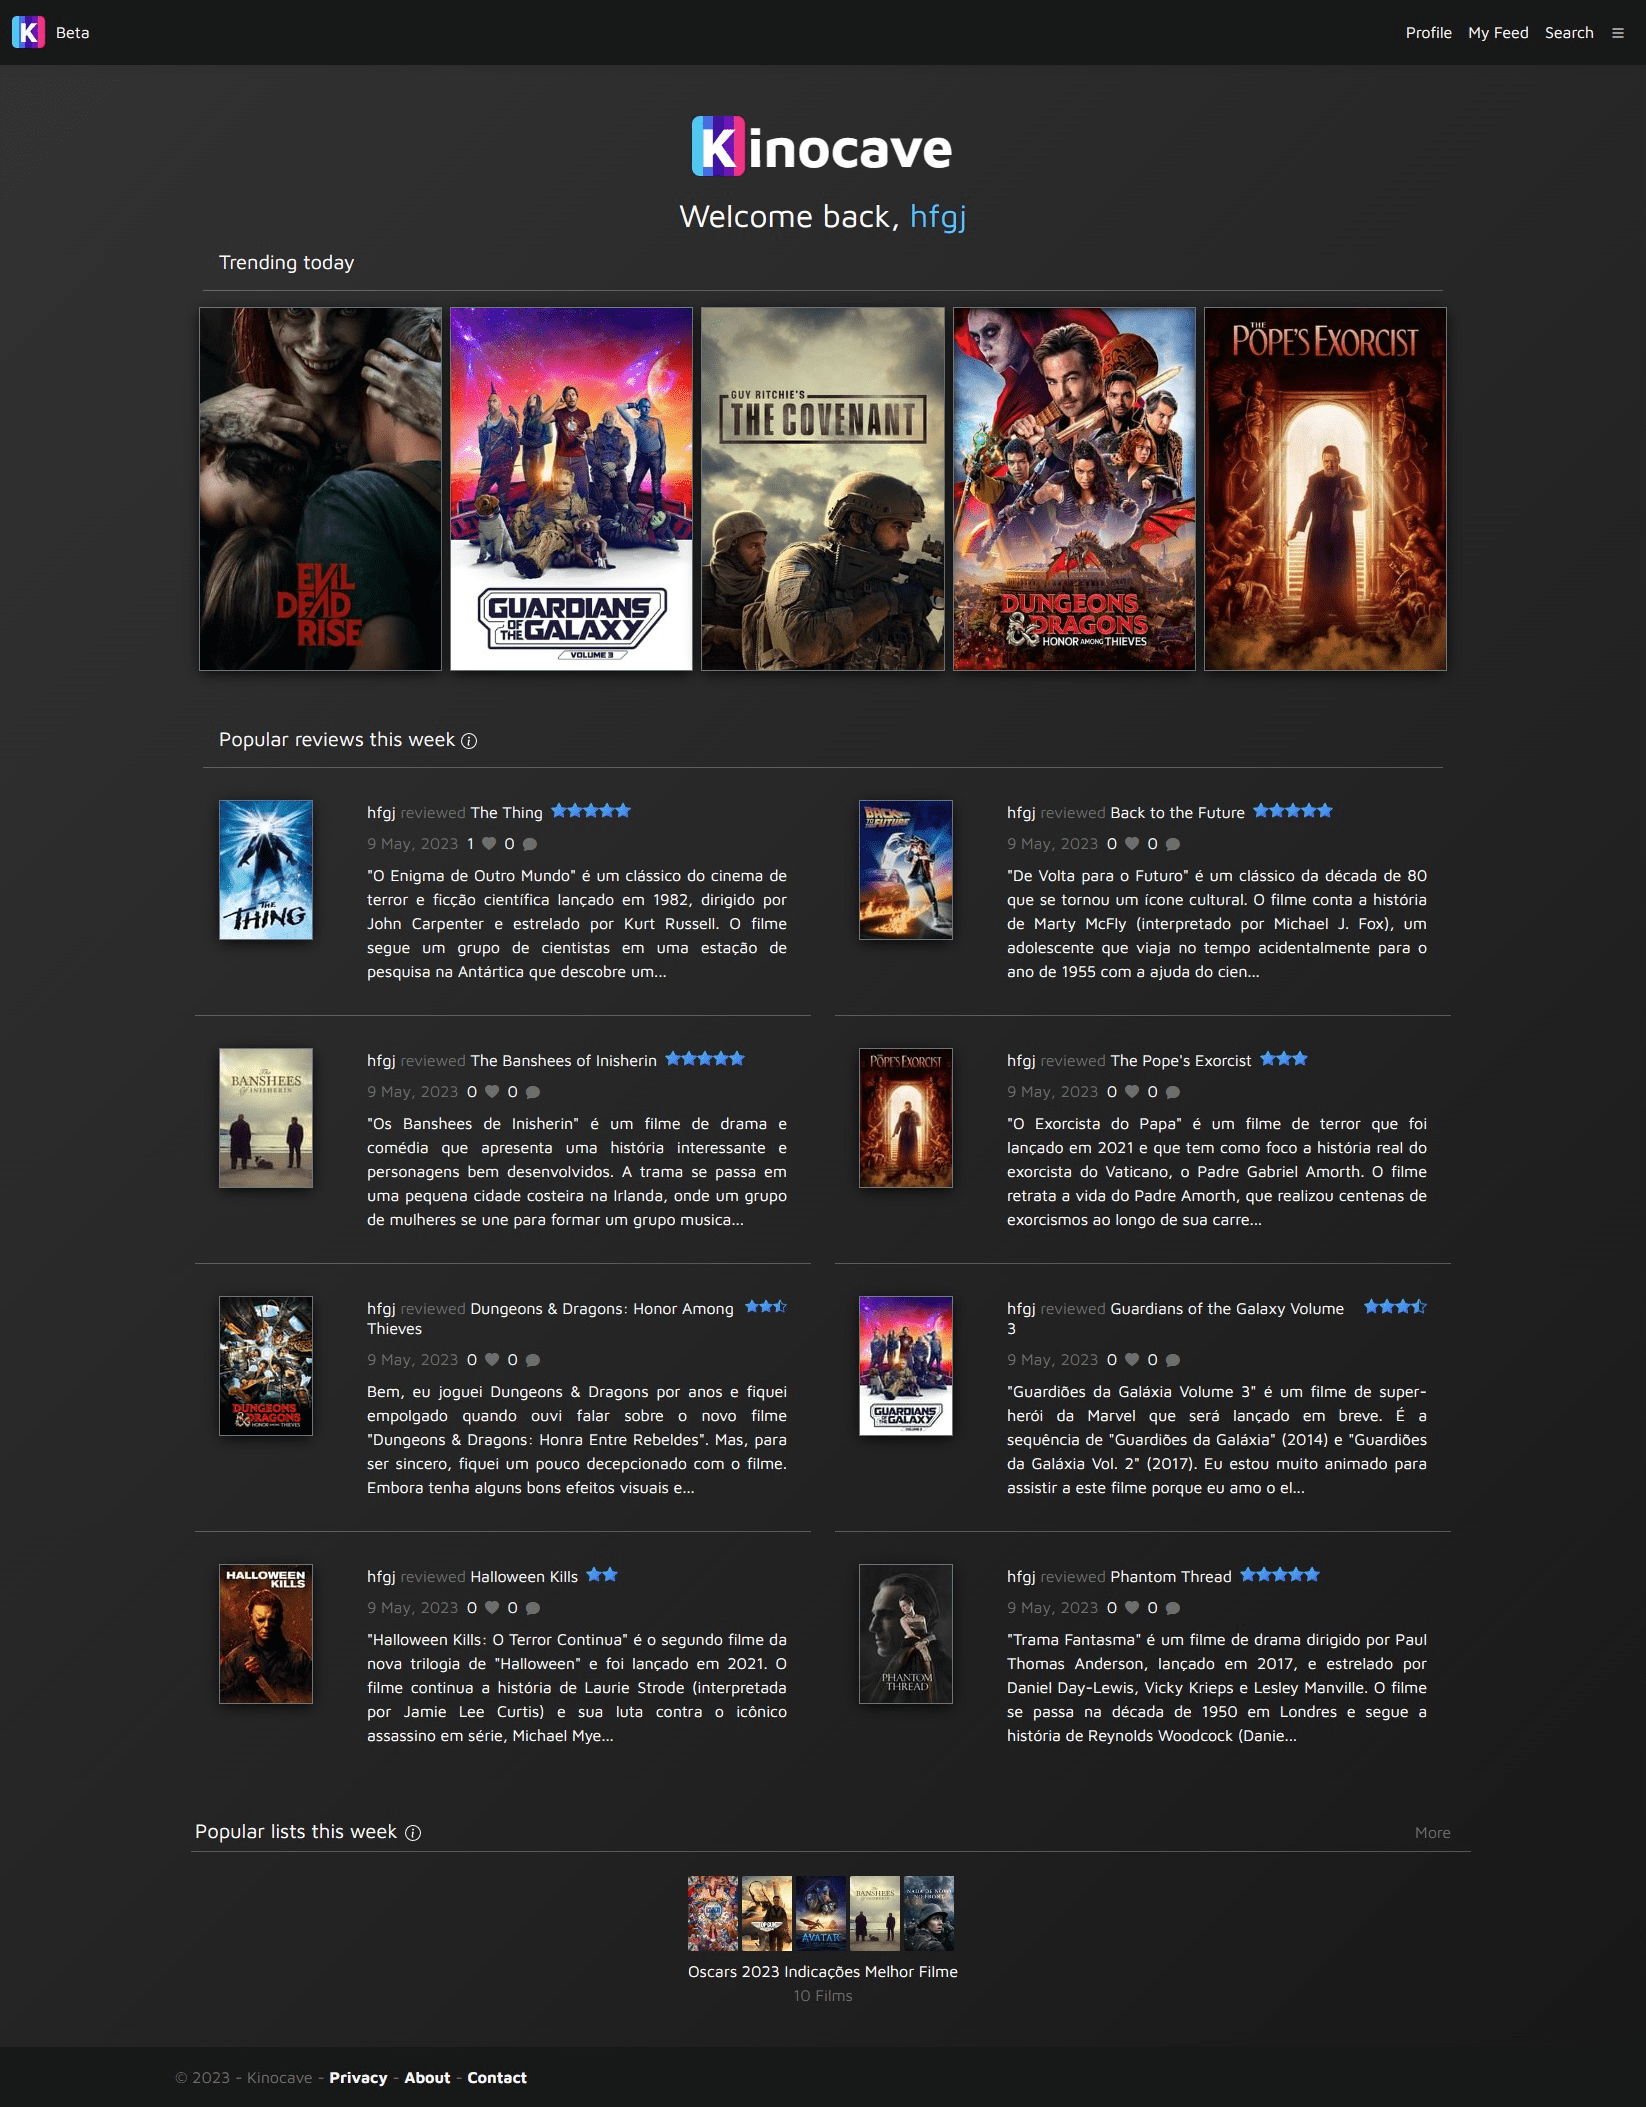 K Beta
Profile My Feed Search
Kinocave
Welcome back, hfgj
Trending today
EVIL
DEAD
RISE
GUARDIANS
OF THE GALAXY
VOLUME 3
GUY RITCHIE'S
THE COVENANT
DUNGEONS
& DRAGONS
HONOR AMONG THIEVES
THE
POPE'S EXORCIST
Popular reviews this week
THE
THING
hfgj reviewed The Thing
9 May, 2023 1 0
"O Enigma de Outro Mundo" é um clássico do cinema de
terror e ficção científica lançado em 1982, dirigido por
John Carpenter e estrelado por Kurt Russell. O filme
segue um grupo de cientistas em uma estação de
pesquisa na Antártica que descobre um...
BACK
TO THE
FUTURE
hfgj reviewed Back to the Future
9 May, 2023 0 0
"De Volta para o Futuro" é um clássico da década de 80
que se tornou um ícone cultural. O filme conta a história
de Marty McFly (interpretado por Michael J. Fox), um
adolescente que viaja no tempo acidentalmente para o
ano de 1955 com a ajuda do cien...
The
BANSHEES
of INISHERIN
hfgj reviewed The Banshees of Inisherin
9 May, 2023 0 0
"Os Banshees de Inisherin" é um filme de drama e
comédia que apresenta uma história interessante e
personagens bem desenvolvidos. A trama se passa em
uma pequena cidade costeira na Irlanda, onde um grupo
de mulheres se une para formar um grupo musica...
POPE'S EXORCIST
hfgj reviewed The Pope's Exorcist
9 May, 2023 0 0
"O Exorcista do Papa" é um filme de terror que foi
lançado em 2021 e que tem como foco a história real do
exorcista do Vaticano, o Padre Gabriel Amorth. O filme
retrata a vida do Padre Amorth, que realizou centenas de
exorcismos ao longo de sua carre...
DUNGEONS
& DRAGONS
HONOR AMONG THIEVES
hfgj reviewed Dungeons & Dragons: Honor Among
Thieves
9 May, 2023 0 0
Bem, eu joguei Dungeons & Dragons por anos e fiquei
empolgado quando ouvi falar sobre o novo filme
"Dungeons & Dragons: Honra Entre Rebeldes". Mas, para
ser sincero, fiquei um pouco decepcionado com o filme.
Embora tenha alguns bons efeitos visuais e...
GUARDIANS
OF THE GALAXY
hfgj reviewed Guardians of the Galaxy Volume
3
9 May, 2023 0 0
"Guardiões da Galáxia Volume 3" é um filme de super-
herói da Marvel que será lançado em breve. É a
sequência de "Guardiões da Galáxia" (2014) e "Guardiões
da Galáxia Vol. 2" (2017). Eu estou muito animado para
assistir a este filme porque eu amo o el...
HALLOWEEN
KILLS
hfgj reviewed Halloween Kills
9 May, 2023 0 0
"Halloween Kills: O Terror Continua" é o segundo filme da
nova trilogia de "Halloween" e foi lançado em 2021. O
filme continua a história de Laurie Strode (interpretada
por Jamie Lee Curtis) e sua luta contra o icônico
assassino em série, Michael Mye...
PHANTOM
THREAD
hfgj reviewed Phantom Thread
9 May, 2023 0 0
"Trama Fantasma" é um filme de drama dirigido por Paul
Thomas Anderson, lançado em 2017, e estrelado por
Daniel Day-Lewis, Vicky Krieps e Lesley Manville. O filme
se passa na década de 1950 em Londres e segue a
história de Reynolds Woodcock (Danie...
Popular lists this week
More
TOP GUN
AVATAR
BANSHEES
NADA DE NOVO
NO FRONT
Oscars 2023 Indicações Melhor Filme
10 Films
© 2023 - Kinocave - Privacy - About - Contact